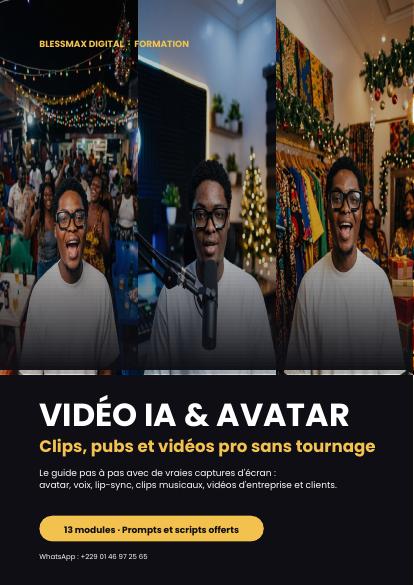 BLESSMAX DIGITAL · FORMATION
VIDÉO IA & AVATAR
Clips, pubs et vidéos pro sans tournage
Le guide pas à pas avec de vraies captures d'écran :
avatar, voix, lip-sync, clips musicaux, vidéos d'entreprise et clients.
13 modules · Prompts et scripts offerts
WhatsApp : +229 01 46 97 25 65